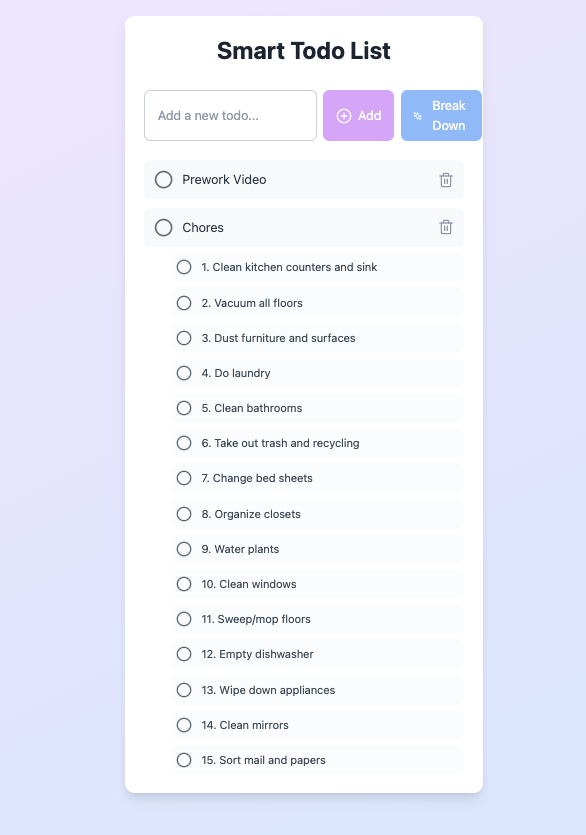 Smart Todo List
Add a new todo...
Add
Break
Down
Prework Video
Chores
1. Clean kitchen counters and sink
2. Vacuum all floors
3. Dust furniture and surfaces
4. Do laundry
5. Clean bathrooms
6. Take out trash and recycling
7. Change bed sheets
8. Organize closets
9. Water plants
10. Clean windows
11. Sweep/mop floors
12. Empty dishwasher
13. Wipe down appliances
14. Clean mirrors
15. Sort mail and papers